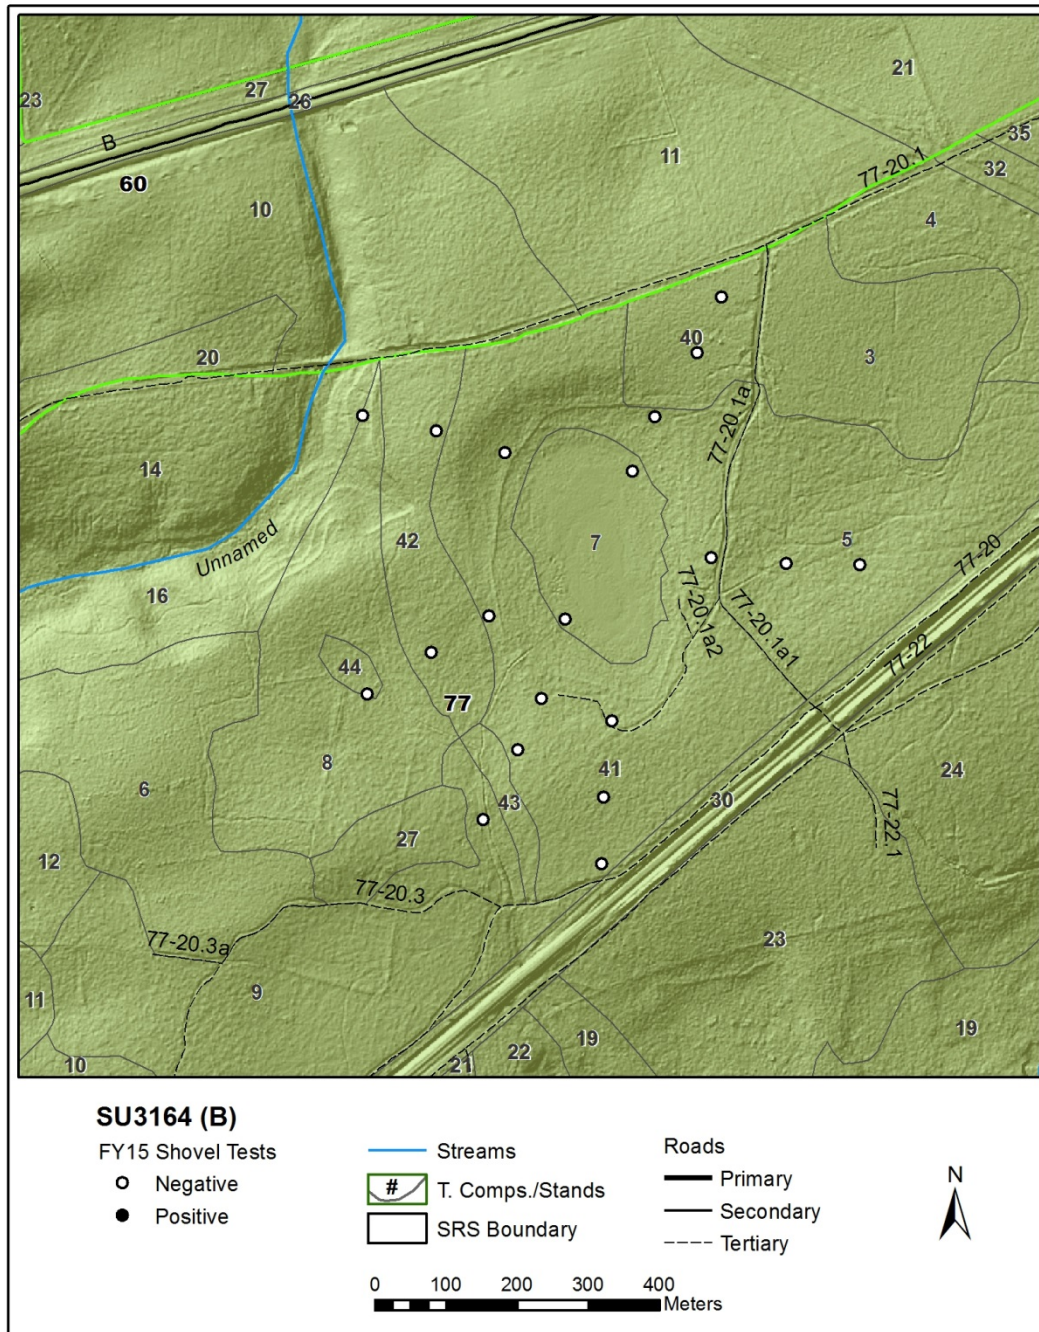 21
23
27
26
B
35
11
77-20.1
32
60
10
4
40
20
3
77-20.1a
14
42
7
5
77-20
Unnamed
16
77-20.1a2
77-20.1a1
77-22
44
77
8
41
24
6
43
30
77-22.1
27
12
77-20.3
77-20.3a
23
9
11
19
19
22
10
21
SU3164 (B)
FY15 Shovel Tests
Negative
Positive
Streams
# T. Comps./Stands
SRS Boundary
Roads
Primary
Secondary
Tertiary
N
0 100 200 300 400
Meters